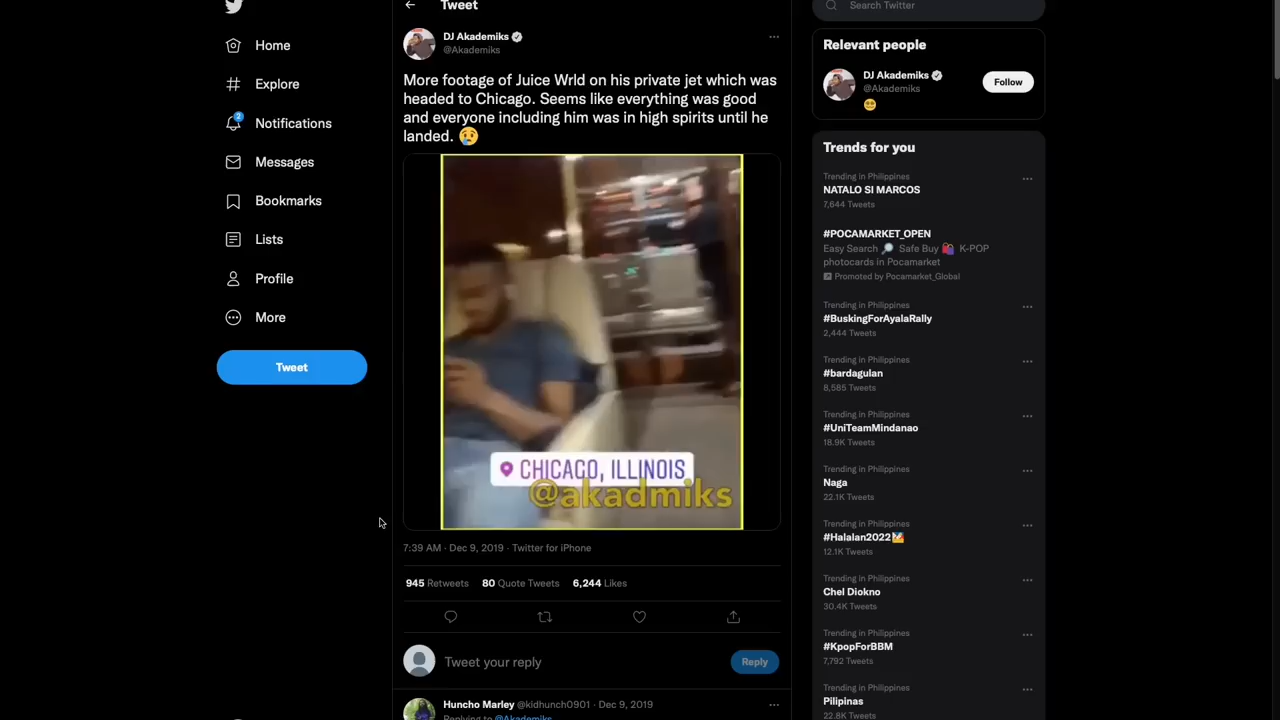 Tweet
Search Twitter
Home
Explore
2
Notifications
Messages
Bookmarks
Lists
Profile
More
Tweet
DJ Akademiks
@Akademiks
More footage of Juice Wrld on his private jet which was
headed to Chicago. Seems like everything was good
and everyone including him was in high spirits until he
landed. 😢
CHICAGO, ILLINOIS
@akadmiks
7:39 AM · Dec 9, 2019 · Twitter for iPhone
945 Retweets 80 Quote Tweets 6,244 Likes
Tweet your reply
Reply
Huncho Marley @kidhunch0901 · Dec 9, 2019
Replying to @Akademiks
Relevant people
DJ Akademiks
@Akademiks
Follow
Trends for you
Trending in Philippines
NATALO SI MARCOS
7,644 Tweets
#POCAMARKET_OPEN
Easy Search 🔎 Safe Buy 🛍 K-POP
photocards in Pocamarket
Promoted by Pocamarket_Global
Trending in Philippines
#BuskingForAyalaRally
2,444 Tweets
Trending in Philippines
#bardagulan
8,585 Tweets
Trending in Philippines
#UniTeamMindanao
18.9K Tweets
Trending in Philippines
Naga
22.1K Tweets
Trending in Philippines
#Halalan2022
12.1K Tweets
Trending in Philippines
Chel Diokno
30.4K Tweets
Trending in Philippines
#KpopForBBM
7,792 Tweets
Trending in Philippines
Pilipinas
22.8K Tweets